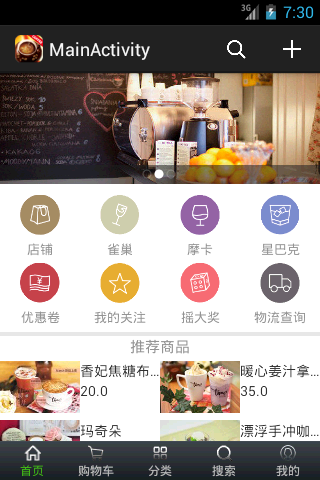 3G 7:30
MainActivity
店铺 雀巢 摩卡 星巴克
优惠卷 我的关注 摇大奖 物流查询
推荐商品
香妃焦糖布... 暖心姜汁拿...
20.0 35.0
玛奇朵 漂浮手冲咖...
首页 购物车 分类 搜索 我的